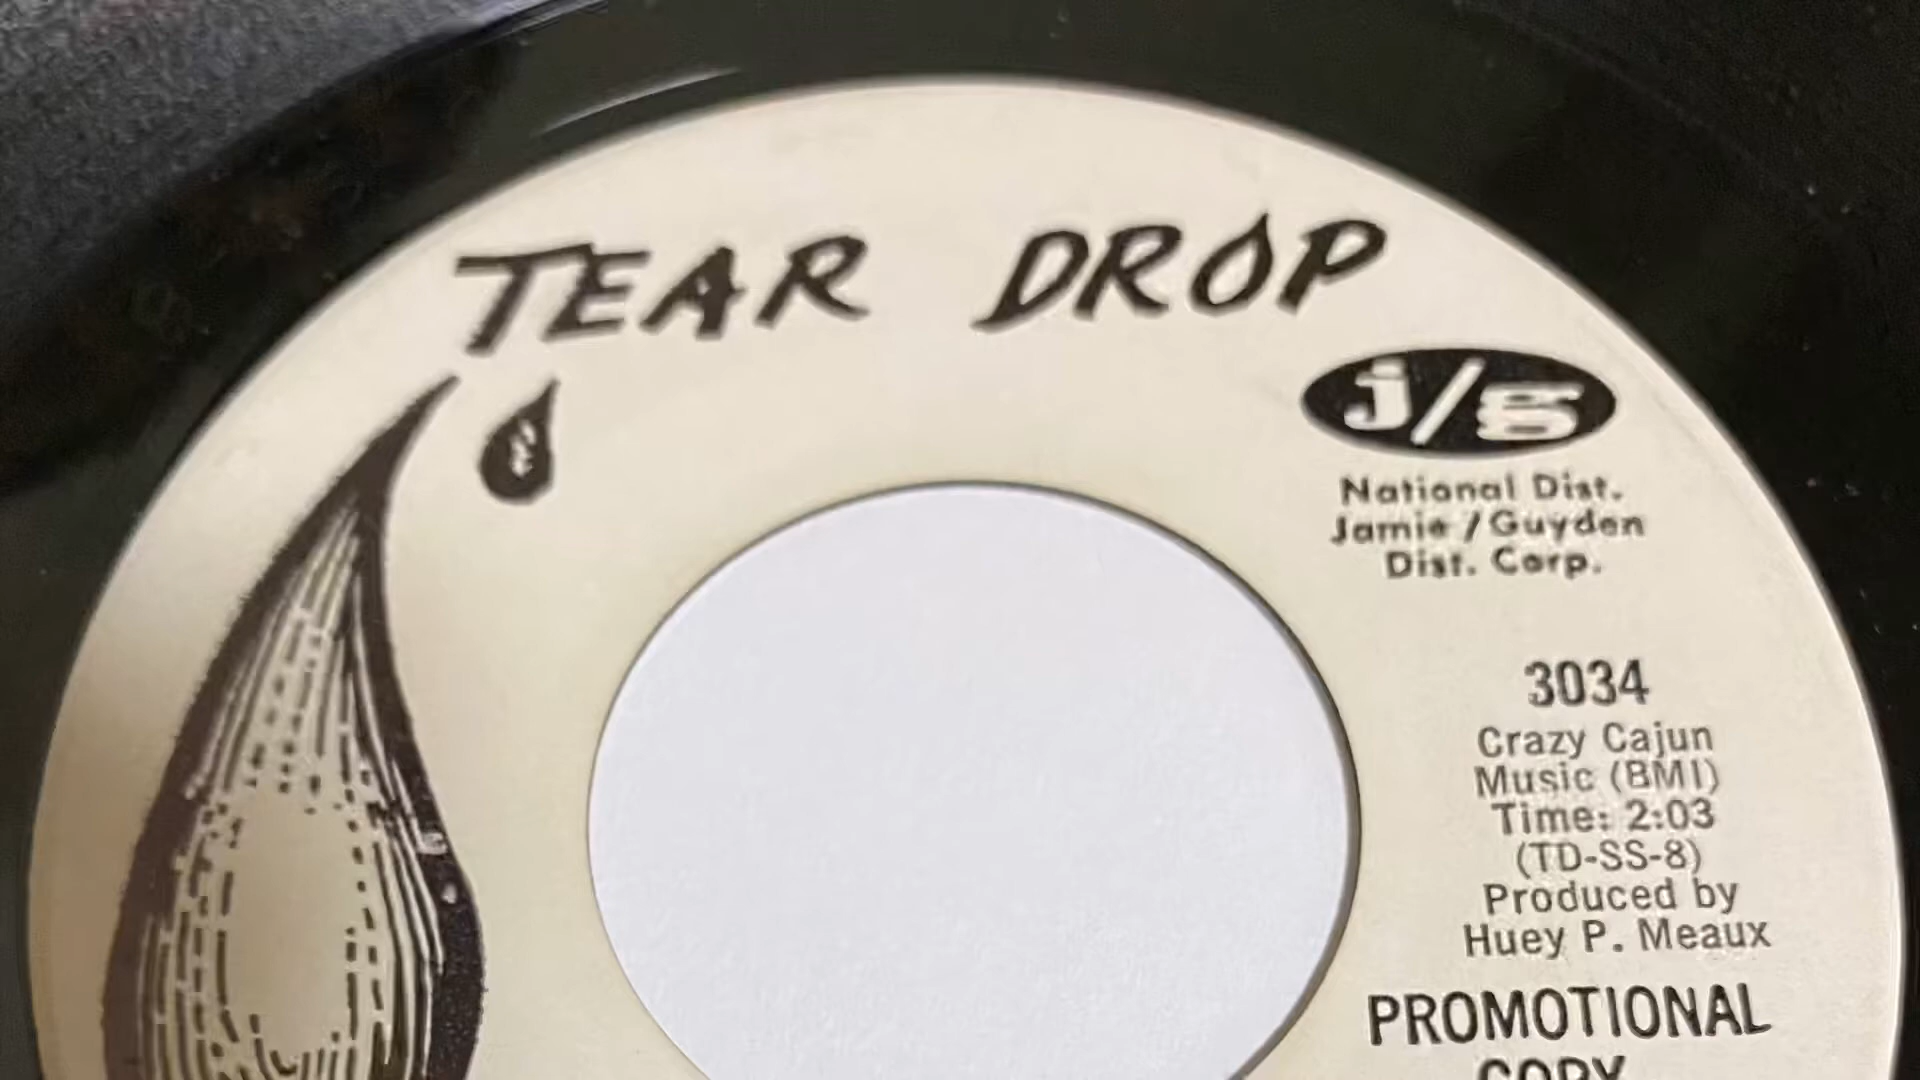 TEAR DROP
j/g
National Dist.
Jamie / Guyden
Dist. Corp.
3034
Crazy Cajun
Music (BMI)
Time: 2:03
(TD-SS-8)
Produced by
Huey P. Meaux
PROMOTIONAL
COPY